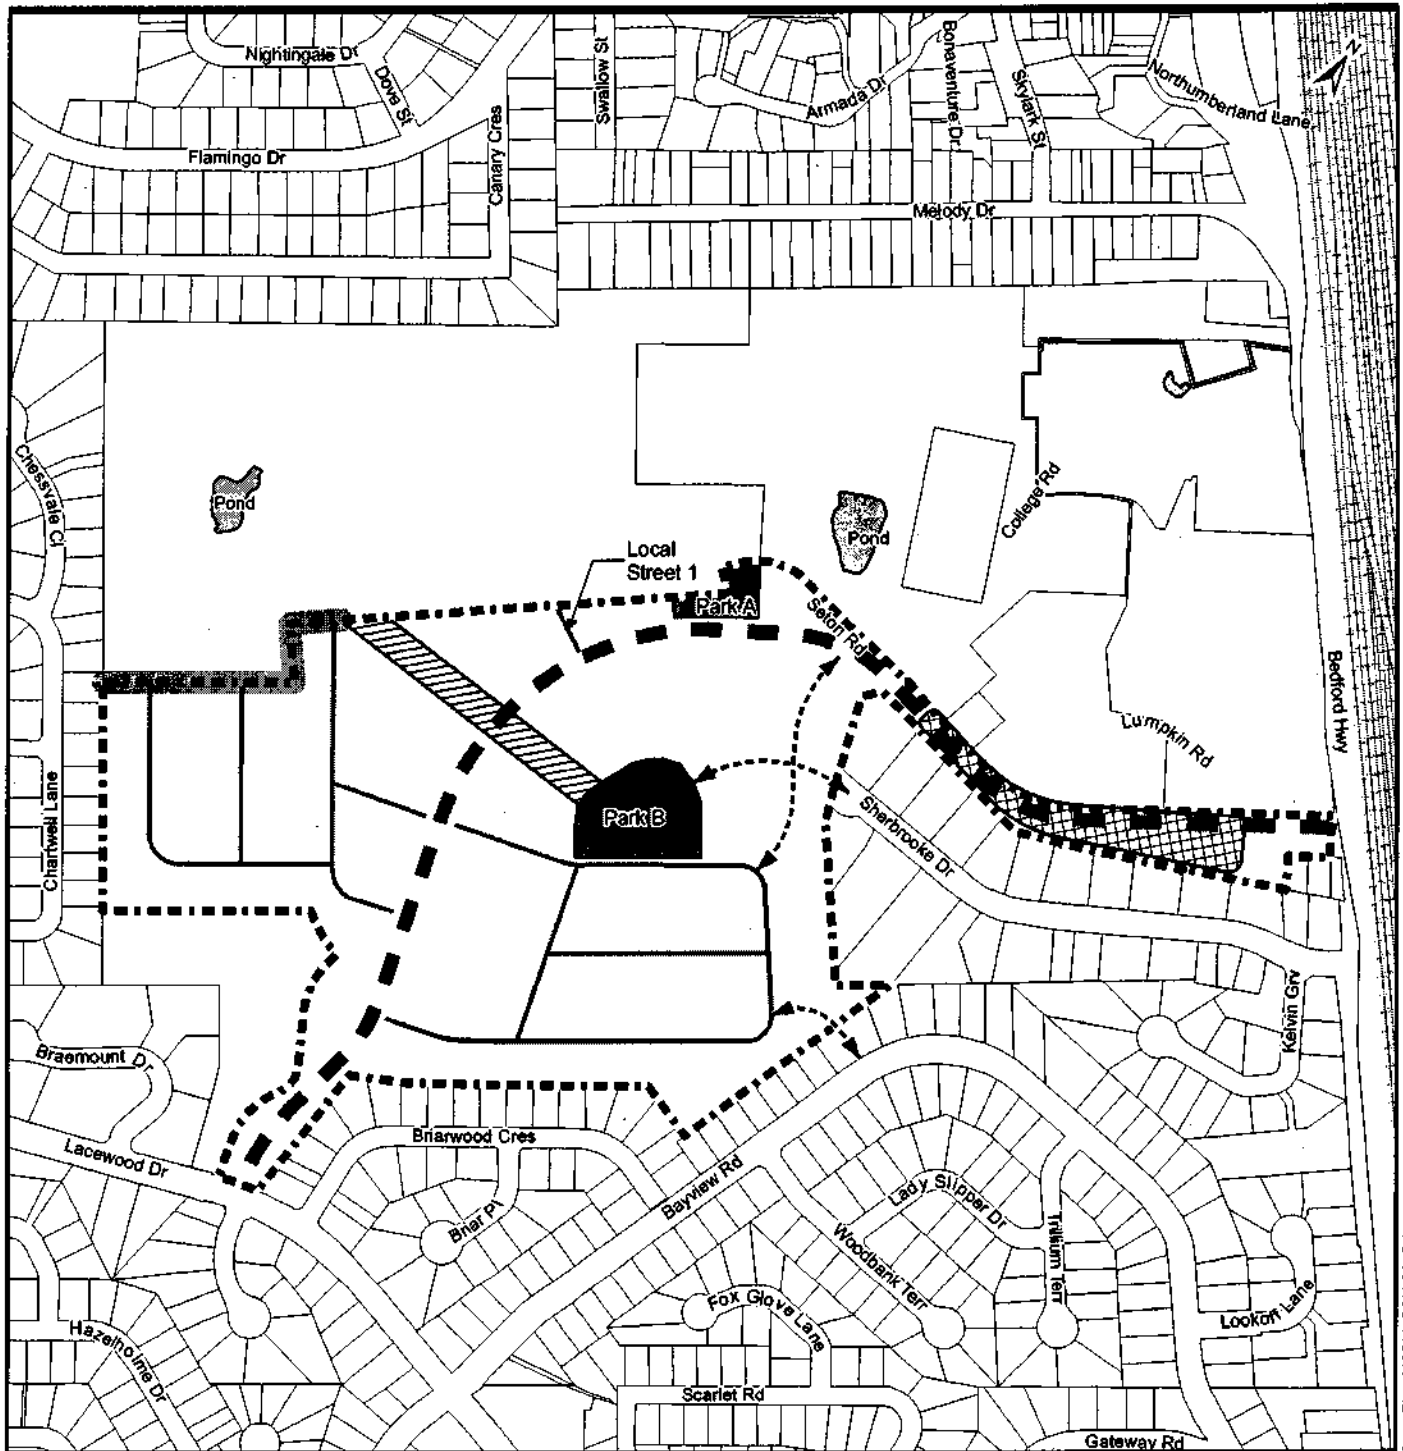 Nightingale Dr
Dove St
Swallow St
Armada Dr
Bonaventure Dr
Skylark St
Northumberland Lane
N
Flamingo Dr
Canary Cres
Melody Dr
Chessvale Cl
Pond
Pond
College Rd
Local
Street 1
Park A
Seton Rd
Bedford Hwy
Lumpkin Rd
Chartwell Lane
Park B
Sherbrooke Dr
Kelvin Grv
Braemount Dr
Lacewood Dr
Briarwood Cres
Briar Pl
Bayview Rd
Lady Slipper Dr
Woodbank Terr
Trillium Terr
Fox Glove Lane
Lookoff Lane
Hazelholme Dr
Scarlet Rd
Gateway Rd